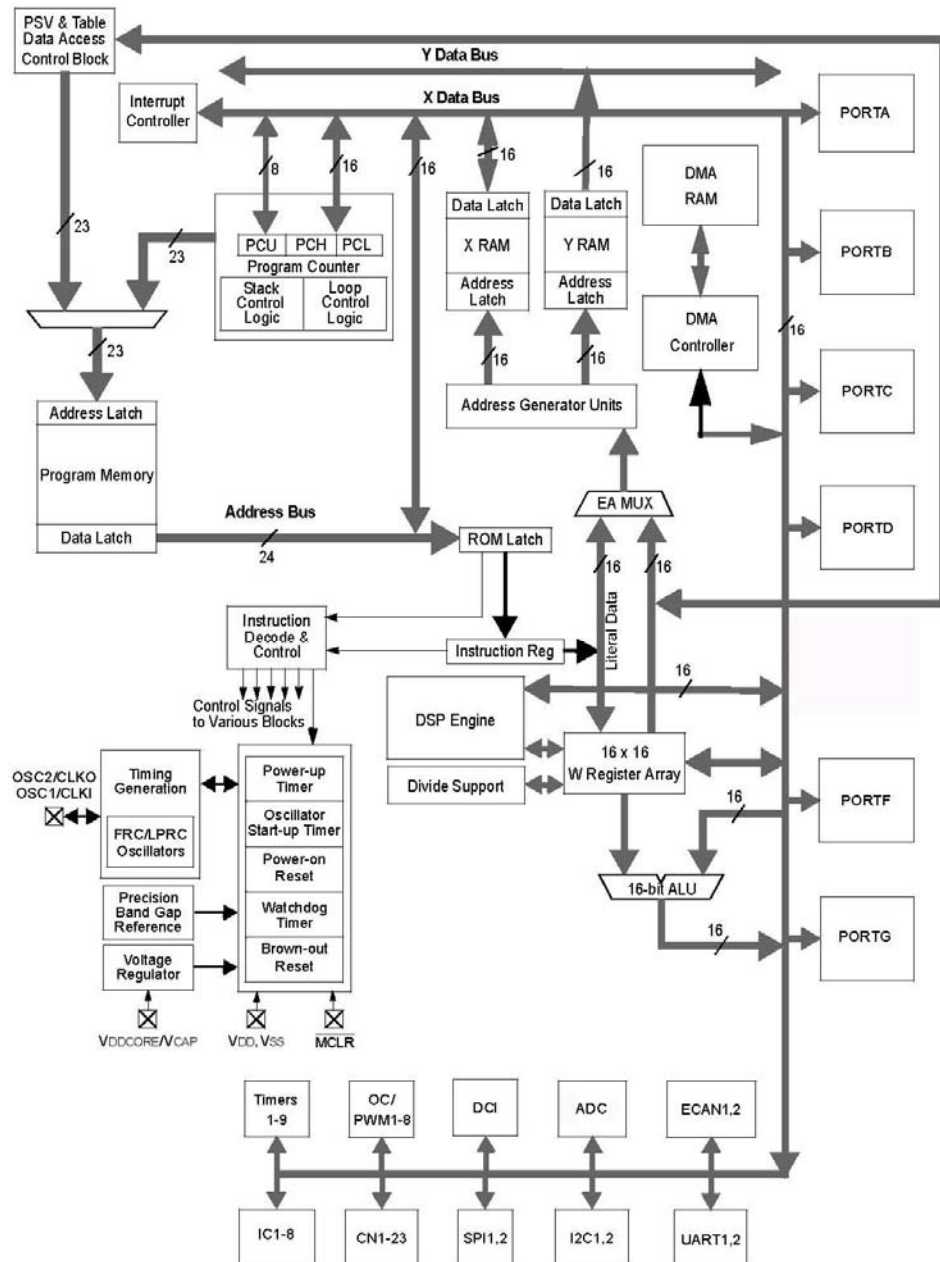 PSV & Table
Data Access
Control Block
Y Data Bus
X Data Bus
Interrupt
Controller
PORTA
8
16
16
16
16
DMA
RAM
Data Latch
Data Latch
23
23
PCU
PCH
PCL
X RAM
Y RAM
PORTB
Program Counter
Stack
Control
Logic
Loop
Control
Logic
Address
Latch
Address
Latch
DMA
Controller
16
23
16
16
PORTC
Address Latch
Address Generator Units
Program Memory
EA MUX
Address Bus
Data Latch
24
ROM Latch
PORTD
16
16
Instruction
Decode &
Control
Literal Data
Instruction Reg
16
Control Signals
to Various Blocks
DSP Engine
16 x 16
W Register Array
Divide Support
OSC2/CLKO
OSC1/CLKI
Timing
Generation
Power-up
Timer
PORTF
FRC/LPRC
Oscillators
Oscillator
Start-up Timer
16
Power-on
Reset
16-bit ALU
Precision
Band Gap
Reference
Watchdog
Timer
16
PORTG
Voltage
Regulator
Brown-out
Reset
VDDCORE/VCAP
VDD, VSS
MCLR
Timers
1-9
OC/
PWM1-8
DCI
ADC
ECAN1,2
IC1-8
CN1-23
SPI1,2
I2C1,2
UART1,2